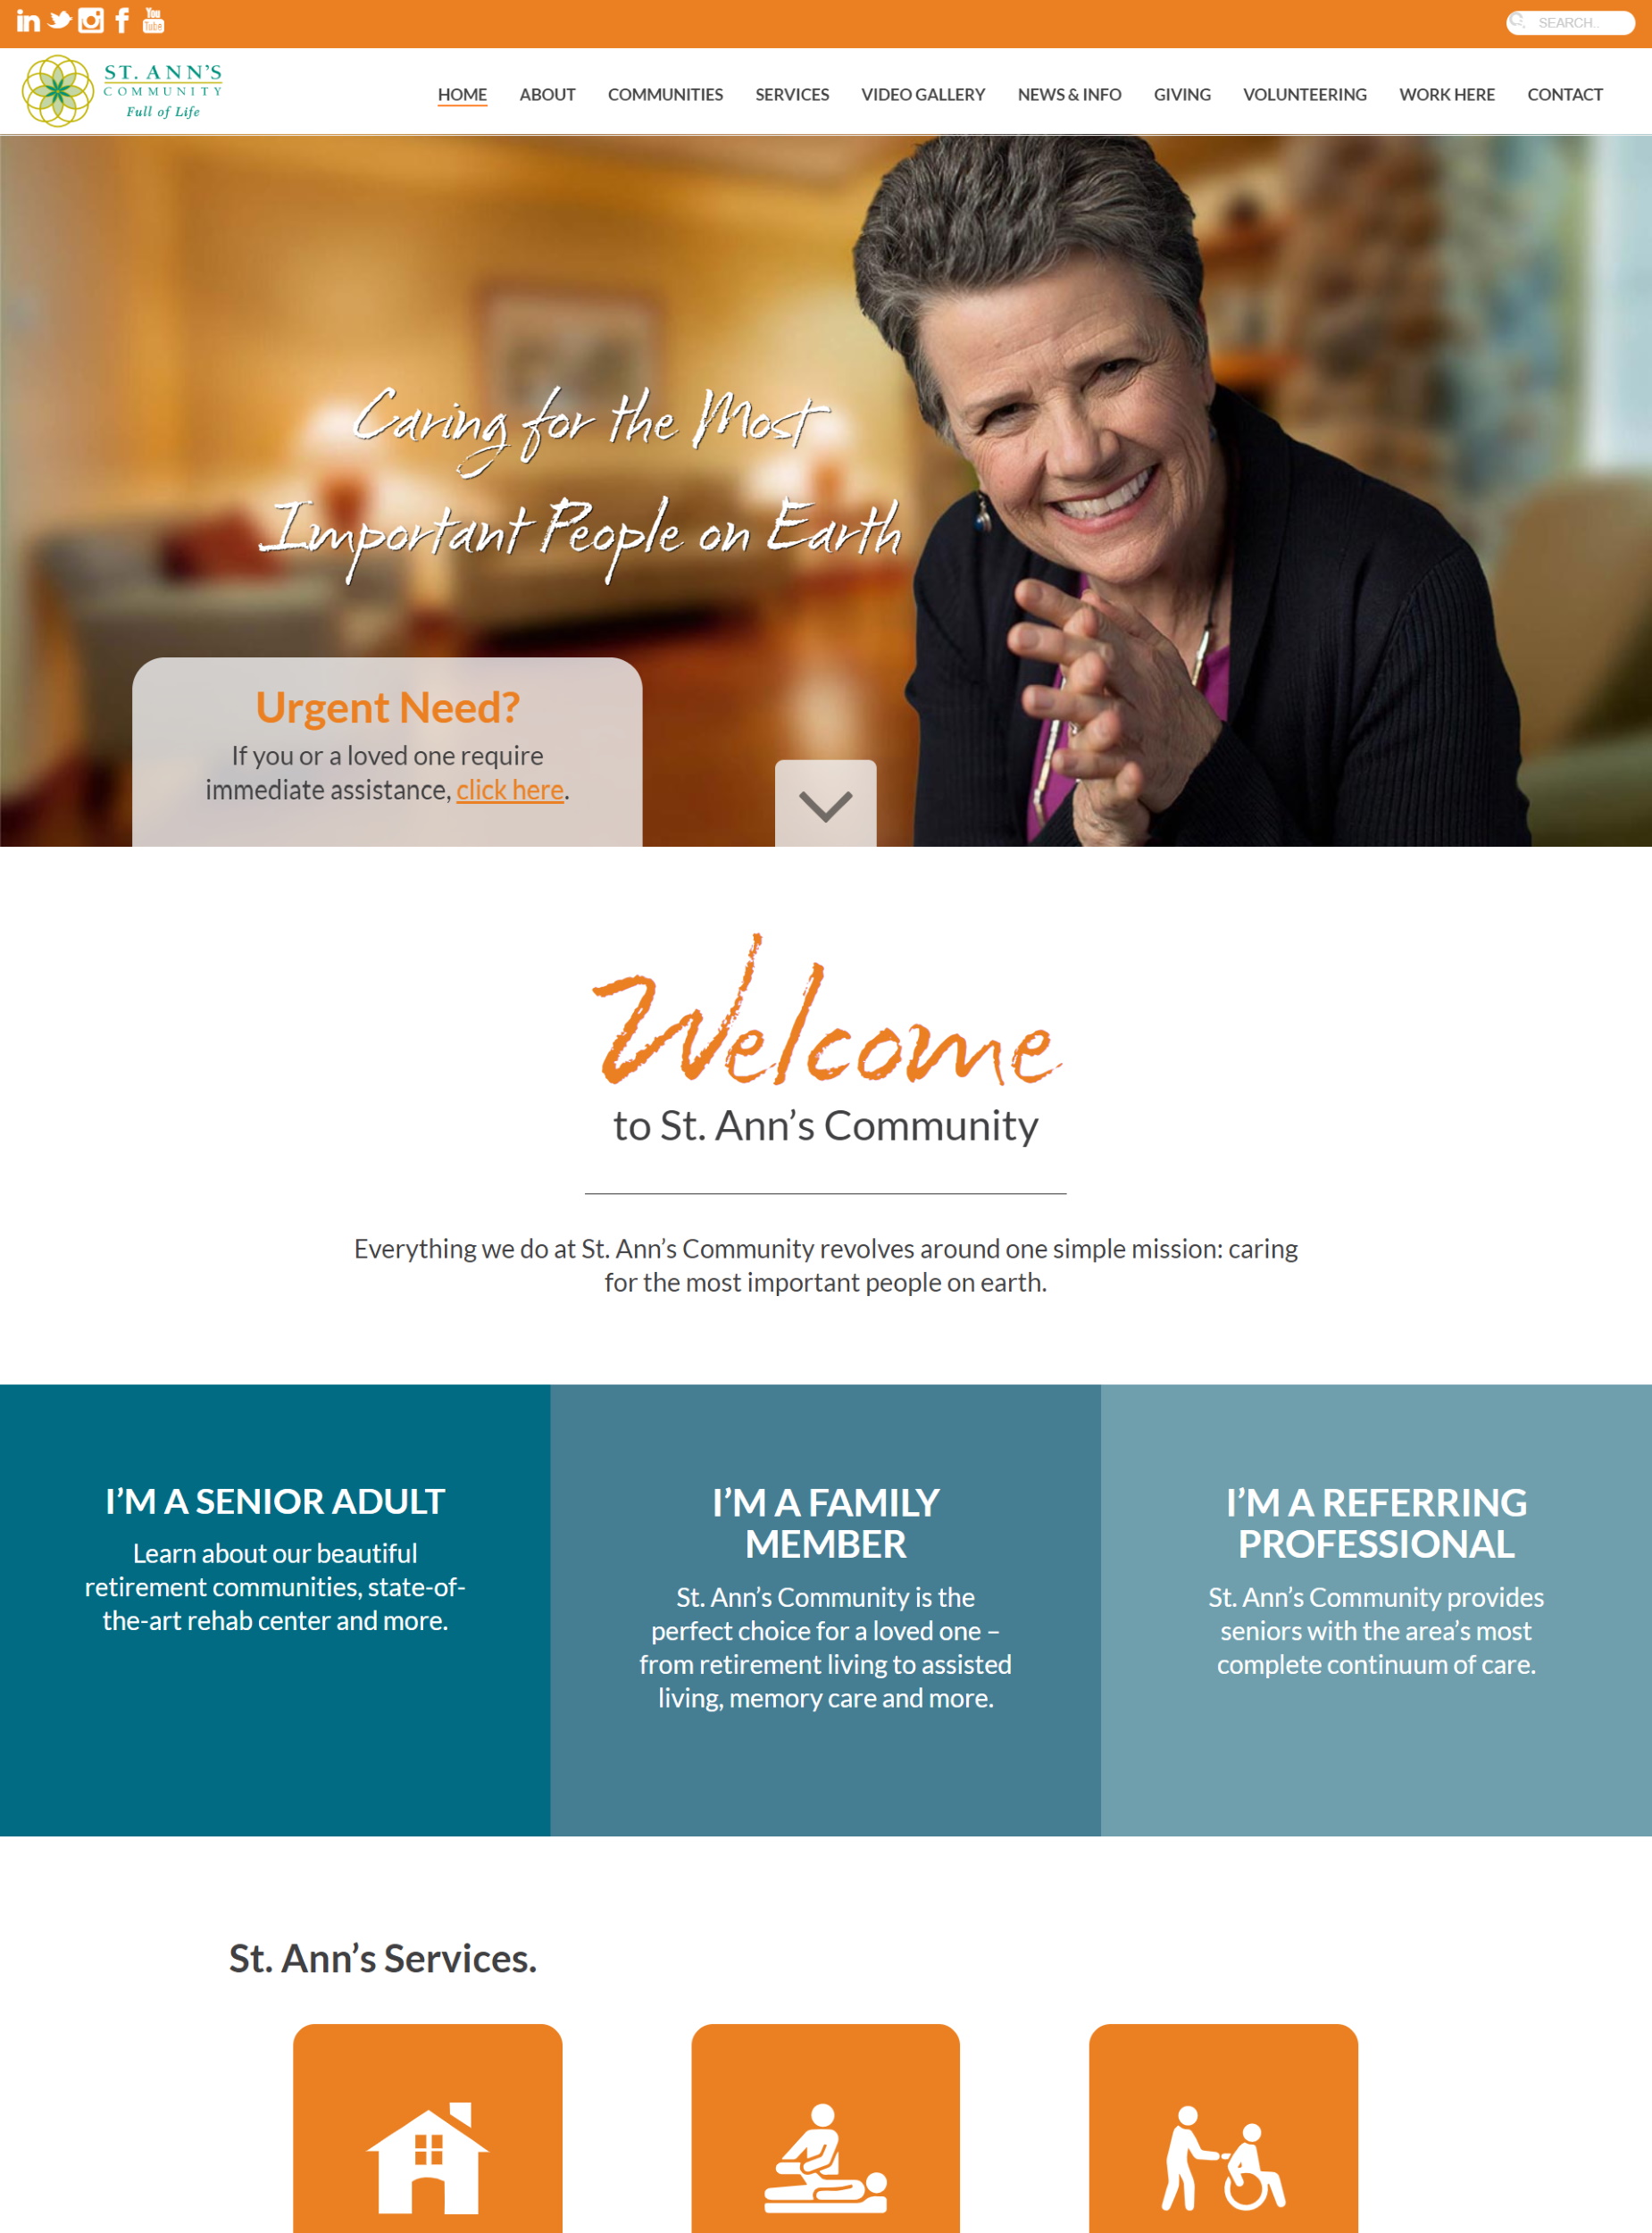 in f You Tube
SEARCH..
ST. ANN'S
COMMUNITY
Full of Life
HOME ABOUT COMMUNITIES SERVICES VIDEO GALLERY NEWS & INFO GIVING VOLUNTEERING WORK HERE CONTACT
Caring for the Most
Important People on Earth
Urgent Need?
If you or a loved one require
immediate assistance, click here.
Welcome
to St. Ann’s Community
Everything we do at St. Ann’s Community revolves around one simple mission: caring
for the most important people on earth.
I’M A SENIOR ADULT
Learn about our beautiful
retirement communities, state-of-
the-art rehab center and more.
I’M A FAMILY
MEMBER
St. Ann’s Community is the
perfect choice for a loved one –
from retirement living to assisted
living, memory care and more.
I’M A REFERRING
PROFESSIONAL
St. Ann’s Community provides
seniors with the area’s most
complete continuum of care.
St. Ann’s Services.